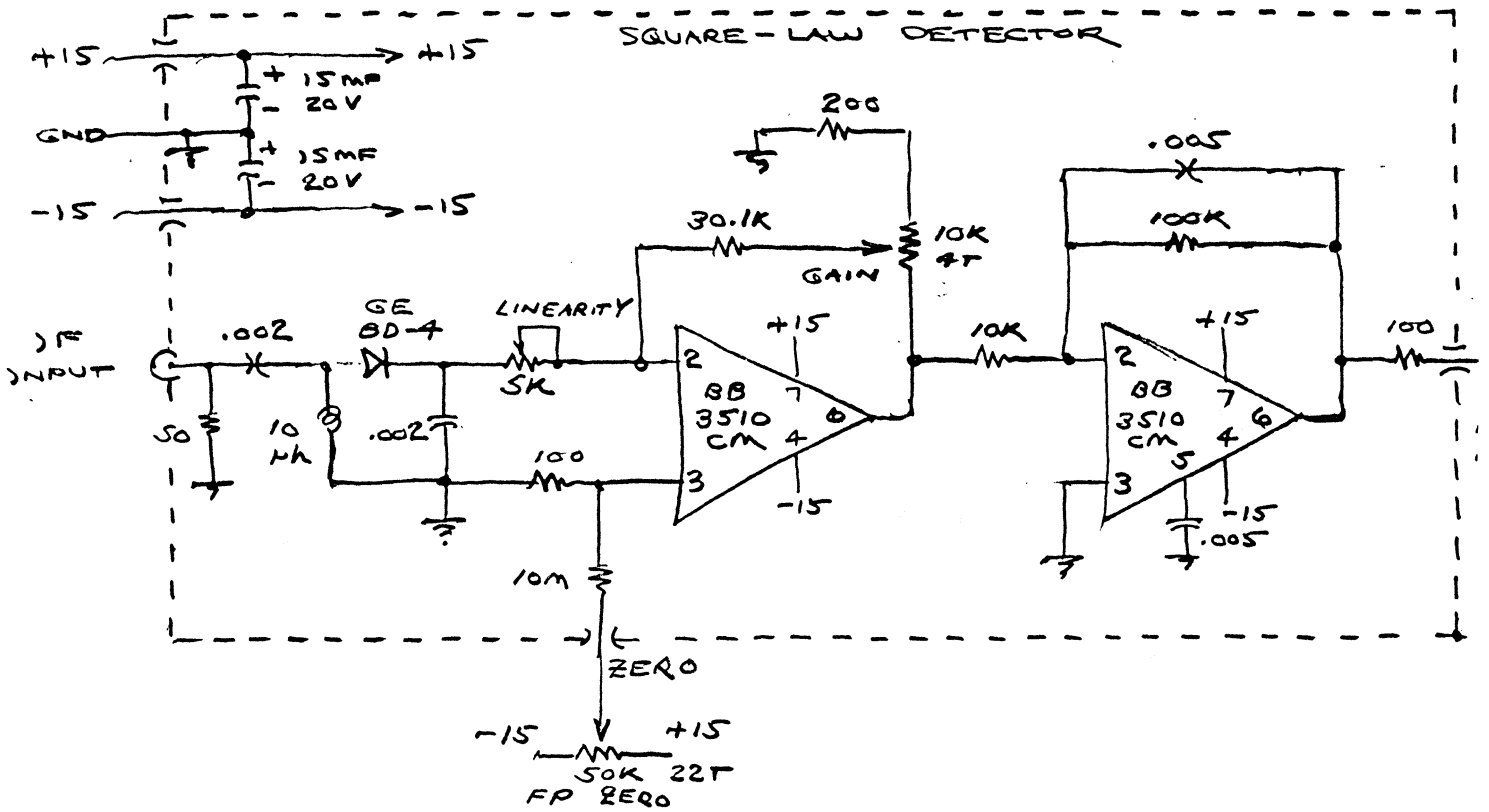 SQUARE-LAW DETECTOR
+15
+15
+ 15MF
- 20V
GND
+ 15MF
- 20V
-15
-15
200
.005
30.1K
100K
10K
4T
GAIN
IF
INPUT
.002
GE
BD-4
LINEARITY
5K
50
10
µh
.002
100
2
+15
7
BB
3510
CM
6
4
3
-15
10K
2
+15
7
BB
3510
CM
6
4
5
3
-15
.005
100
10M
ZERO
-15
+15
50K 22T
FP ZERO